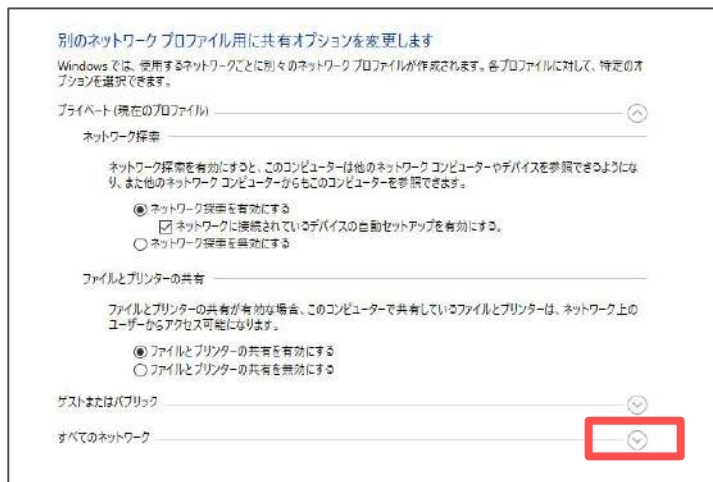 別のネットワーク プロファイル用に共有オプションを変更します
Windows では、使用するネットワークごとに別々のネットワーク プロファイルが作成されます。各プロファイルに対して、特定のオ
プションを選択できます。
プライベート (現在のプロファイル)
ネットワーク探索
ネットワーク探索を有効にすると、このコンピューターは他のネットワーク コンピューターやデバイスを参照できるようにな
り、また他のネットワーク コンピューターからもこのコンピューターを参照できます。
ネットワーク探索を有効にする
ネットワークに接続されているデバイスの自動セットアップを有効にする。
ネットワーク探索を無効にする
ファイルとプリンターの共有
ファイルとプリンターの共有が有効な場合、このコンピューターで共有しているファイルとプリンターは、ネットワーク上の
ユーザーからアクセス可能になります。
ファイルとプリンターの共有を有効にする
ファイルとプリンターの共有を無効にする
ゲストまたはパブリック
すべてのネットワーク